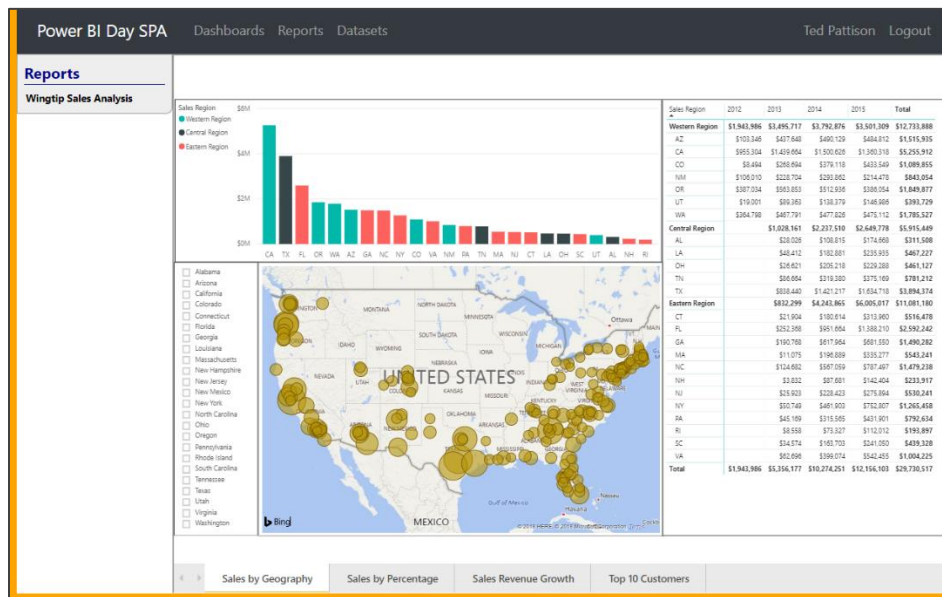 Power BI Day SPA Dashboards Reports Datasets Ted Pattison Logout
Reports
Wingtip Sales Analysis
Sales Region
Western Region
Central Region
Eastern Region
$6M
$4M
$2M
$0M
CA TX FL OR WA AZ GA NC NY CO VA NM PA TN MA NJ CT LA OH SC UT AL NH RI
Alabama
Arizona
California
Colorado
Connecticut
Florida
Georgia
Louisiana
Massachusetts
New Hampshire
New Jersey
New Mexico
New York
North Carolina
Ohio
Oregon
Pennsylvania
Rhode Island
South Carolina
Tennessee
Texas
Utah
Virginia
Washington
MONTANA
NORTH DAKOTA
MINNESOTA
Ottawa
SOUTH DAKOTA
WISCONSIN
MICHIGAN
IDAHO
WYOMING
IOWA
NEBRASKA
NEVADA
UTAH
UNITED STATES
KANSAS
MISSOURI
KENTUCKY
OKLAHOMA
ARKANSAS
MISSISSIPPI
Gulf of Mexico
Nassau
Havana
MEXICO
Bing
Sales Region 2012 2013 2014 2015 Total
Western Region $1,943,986 $3,495,717 $3,792,876 $3,501,309 $12,733,888
AZ $103,346 $437,648 $490,129 $484,812 $1,515,935
CA $955,304 $1,439,664 $1,500,626 $1,360,318 $5,255,912
CO $8,494 $268,694 $379,118 $433,549 $1,089,855
NM $106,010 $228,704 $293,862 $214,478 $843,054
OR $387,034 $563,853 $512,936 $386,054 $1,849,877
UT $19,001 $89,363 $138,379 $146,986 $393,729
WA $364,798 $467,791 $477,826 $475,112 $1,785,527
Central Region $1,028,161 $2,237,510 $2,649,778 $5,915,449
AL $28,026 $108,815 $174,668 $311,508
LA $48,412 $182,881 $235,935 $467,227
OH $26,621 $205,218 $229,288 $461,127
TN $86,664 $319,380 $375,169 $781,212
TX $838,440 $1,421,217 $1,634,718 $3,894,374
Eastern Region $832,299 $4,243,865 $6,005,017 $11,081,180
CT $21,904 $180,614 $313,960 $516,478
FL $252,368 $951,664 $1,388,210 $2,592,242
GA $190,768 $617,964 $681,550 $1,490,282
MA $11,075 $196,889 $335,277 $543,241
NC $124,682 $567,059 $787,497 $1,479,238
NH $3,832 $87,681 $142,404 $233,917
NJ $25,923 $228,423 $275,894 $530,241
NY $50,749 $461,903 $752,807 $1,265,458
PA $45,169 $315,565 $431,901 $792,634
RI $8,558 $73,327 $112,012 $193,897
SC $34,574 $163,703 $241,050 $439,328
VA $62,696 $399,074 $542,455 $1,004,225
Total $1,943,986 $5,356,177 $10,274,251 $12,156,103 $29,730,517
Sales by Geography Sales by Percentage Sales Revenue Growth Top 10 Customers